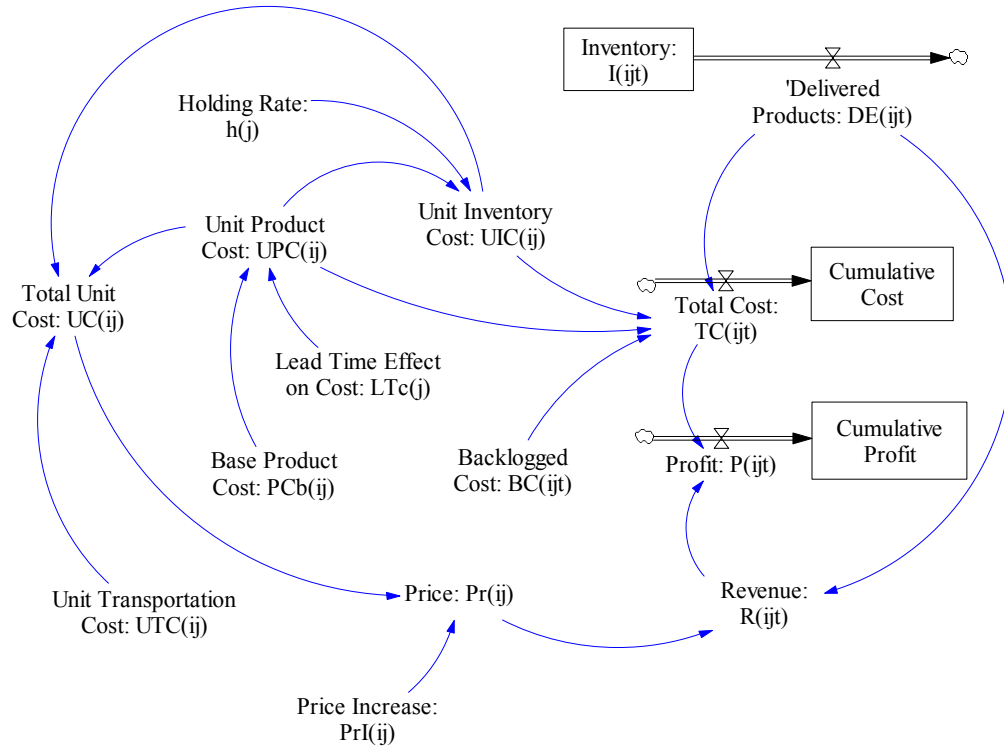 Inventory:
I(ijt)
'Delivered
Products: DE(ijt)
Holding Rate:
h(j)
Unit Product
Cost: UPC(ij)
Unit Inventory
Cost: UIC(ij)
Total Unit
Cost: UC(ij)
Total Cost:
TC(ijt)
Cumulative
Cost
Lead Time Effect
on Cost: LTc(j)
Base Product
Cost: PCb(ij)
Backlogged
Cost: BC(ijt)
Profit: P(ijt)
Cumulative
Profit
Unit Transportation
Cost: UTC(ij)
Price: Pr(ij)
Revenue:
R(ijt)
Price Increase:
PrI(ij)